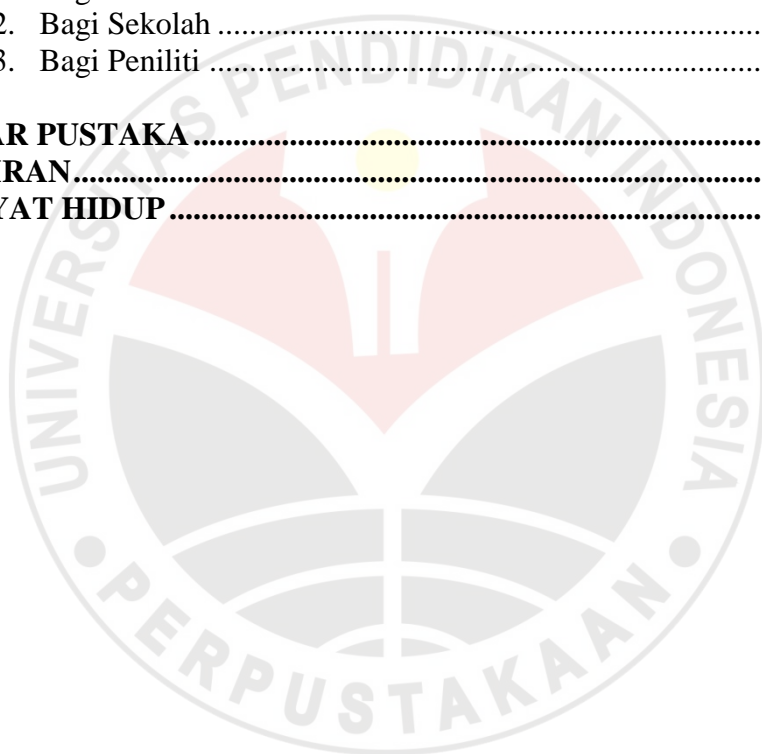 2. Bagi Sekolah ....................................................................................
3. Bagi Peniliti .....................................................................................
AR PUSTAKA....................................................................................
IRAN....................................................................................................
YAT HIDUP........................................................................................
UNIVERSITAS PENDIDIKAN INDONESIA
PERPUSTAKAAN